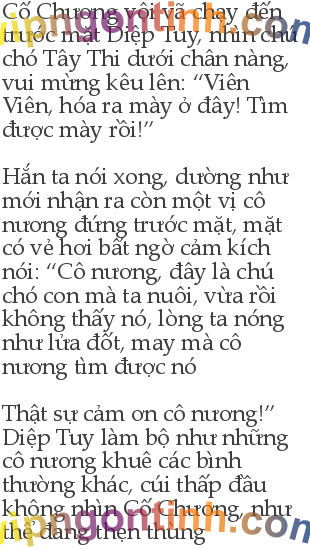 Cố Chương vội vã chạy đến
trước mặt Diệp Tuy, nhìn chú
chó Tây Thi dưới chân nàng,
vui mừng kêu lên: “Viên
Viên, hóa ra mày ở đây! Tìm
được mày rồi!”
Hắn ta nói xong, dường như
mới nhận ra còn một vị cô
nương đứng trước mặt, mặt
có vẻ hơi bất ngờ cảm kích
nói: “Cô nương, đây là chú
chó con mà ta nuôi, vừa rồi
không thấy nó, lòng ta nóng
như lửa đốt, may mà cô
nương tìm được nó
Thật sự cảm ơn cô nương!”
Diệp Tuy làm bộ như những
cô nương khuê các bình
thường khác, cúi thấp đầu
không nhìn Cố Chương, như
thể đang thẹn thùng
vipngontinh.com
vipngontinh.com